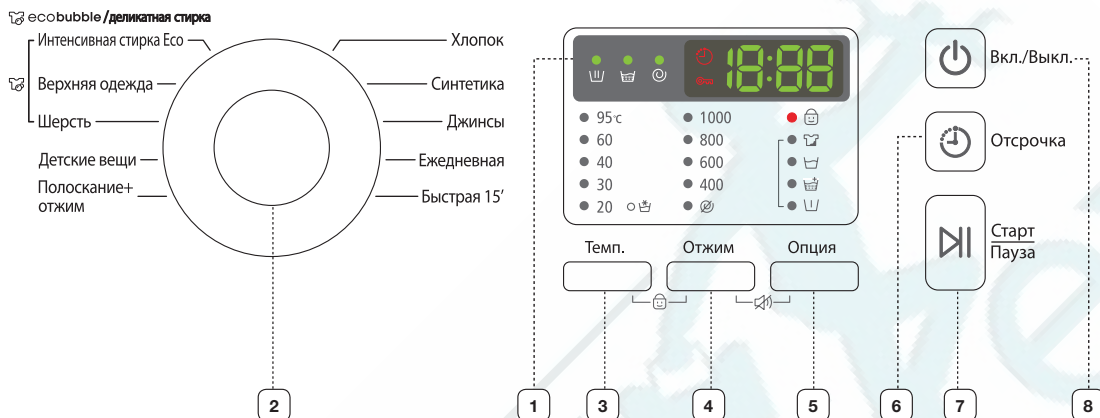 ecobubble/деликатная стирка
Интенсивная стирка Eco
Верхняя одежда
Шерсть
Детские вещи
Полоскание+
отжим
Хлопок
Синтетика
Джинсы
Ежедневная
Быстрая 15’
18:88
95°c
60
40
30
20
1000
800
600
400
Темп.
Отжим
Опция
Вкл./Выкл.
Отсрочка
Старт
Пауза
2
1
3
4
5
6
7
8